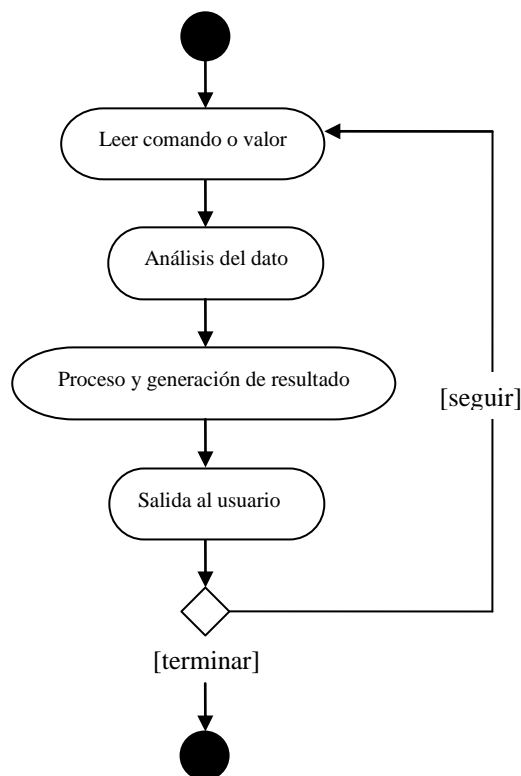 Leer comando o valor
Análisis del dato
Proceso y generación de resultado
[seguir]
Salida al usuario
[terminar]